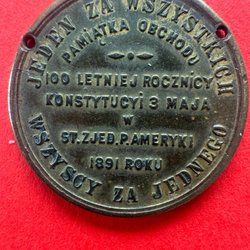 JEDEN ZA WSZYSTKICH
PAMIĄTKA OBCHODU
100 LETNIEJ ROCZNICY
KONSTYTUCYI 3 MAJA
W
ST. ZJED. P. AMERYKI
1891 ROKU
WSZYSCY ZA JEDNEGO